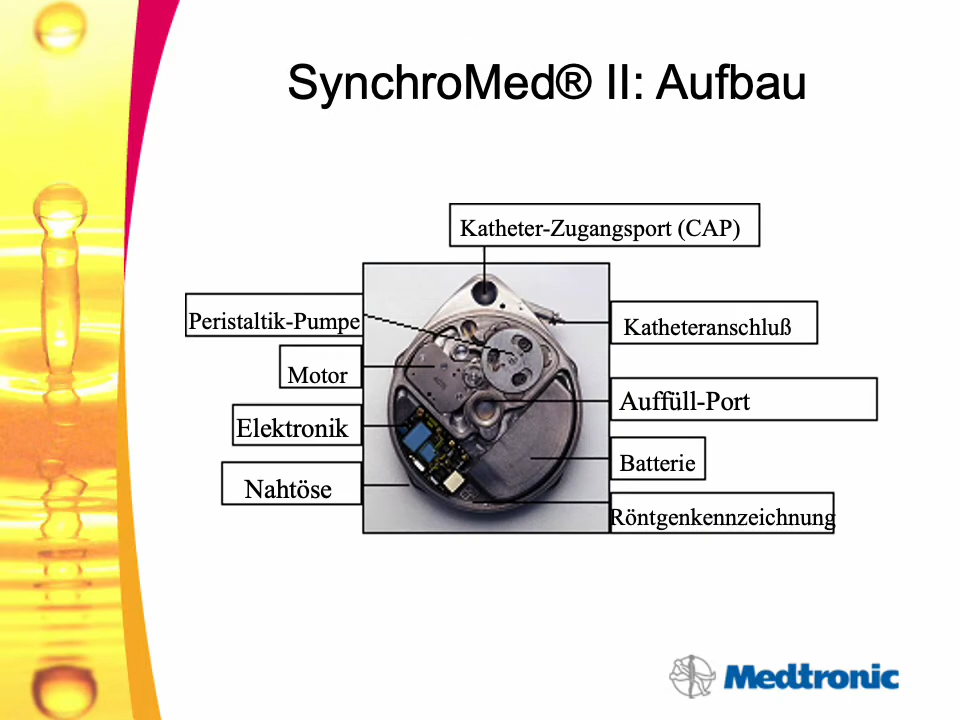 SynchroMed® II: Aufbau
Katheter-Zugangsport (CAP)
Peristaltik-Pumpe
Katheteranschluß
Motor
Auffüll-Port
Elektronik
Batterie
Nahtöse
Röntgenkennzeichnung
Medtronic